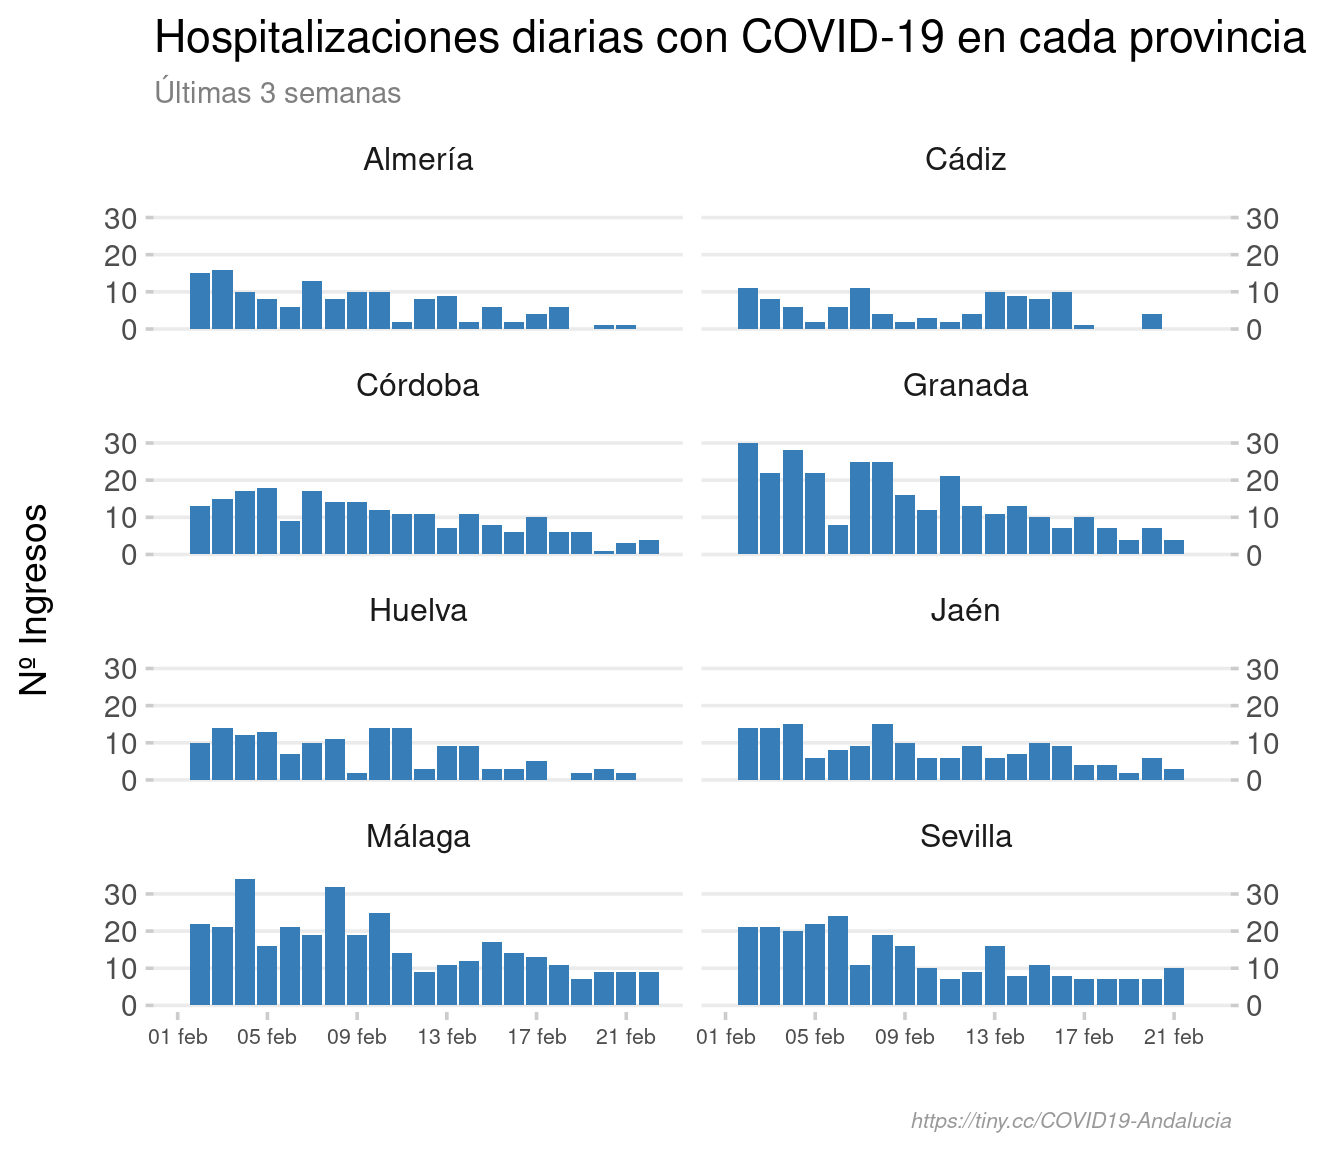 Hospitalizaciones diarias con COVID-19 en cada provincia
Últimas 3 semanas
Nº Ingresos
Almería
Cádiz
30
20
10
0
30
20
10
0
Córdoba
Granada
30
20
10
0
30
20
10
0
Huelva
Jaén
30
20
10
0
30
20
10
0
Málaga
Sevilla
30
20
10
0
30
20
10
0
01 feb 05 feb 09 feb 13 feb 17 feb 21 feb
01 feb 05 feb 09 feb 13 feb 17 feb 21 feb
https://tiny.cc/COVID19-Andalucia